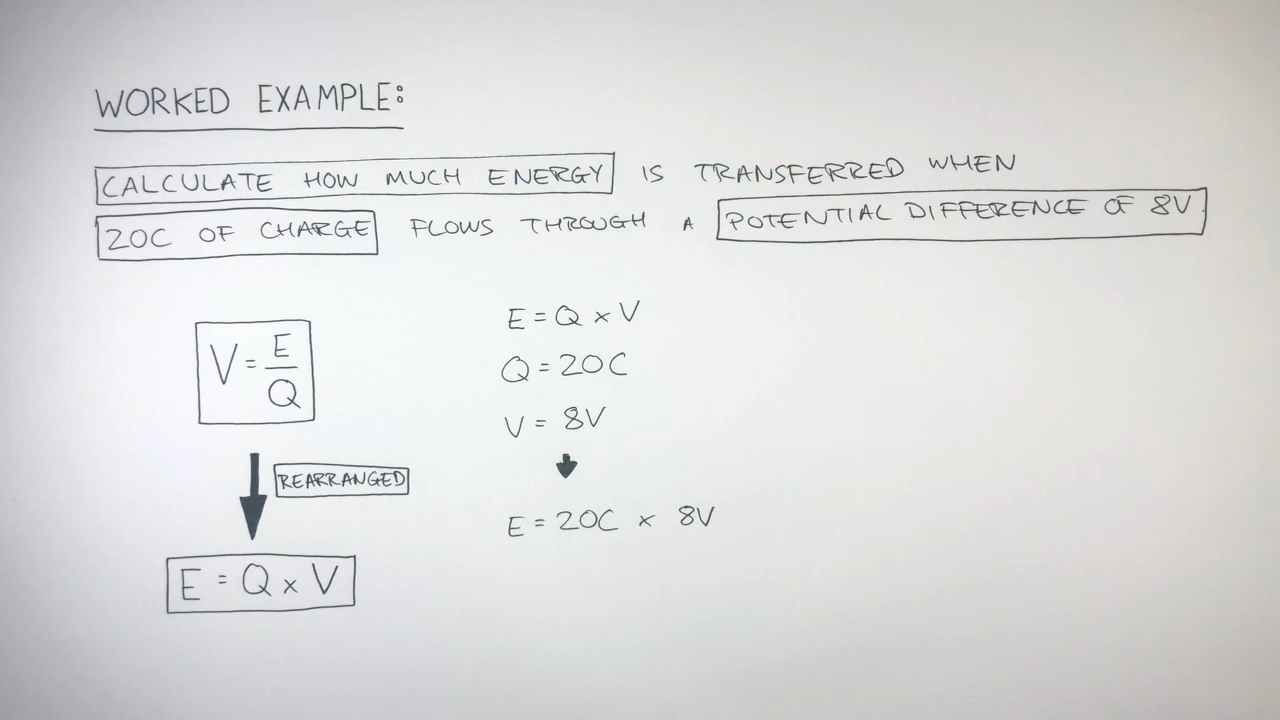 WORKED EXAMPLE:
CALCULATE HOW MUCH ENERGY IS TRANSFERRED WHEN
20C OF CHARGE FLOWS THROUGH A POTENTIAL DIFFERENCE OF 8V.
V = E/Q
REARRANGED
E = Q x V
E = Q x V
Q = 20C
V = 8V
E = 20C x 8V